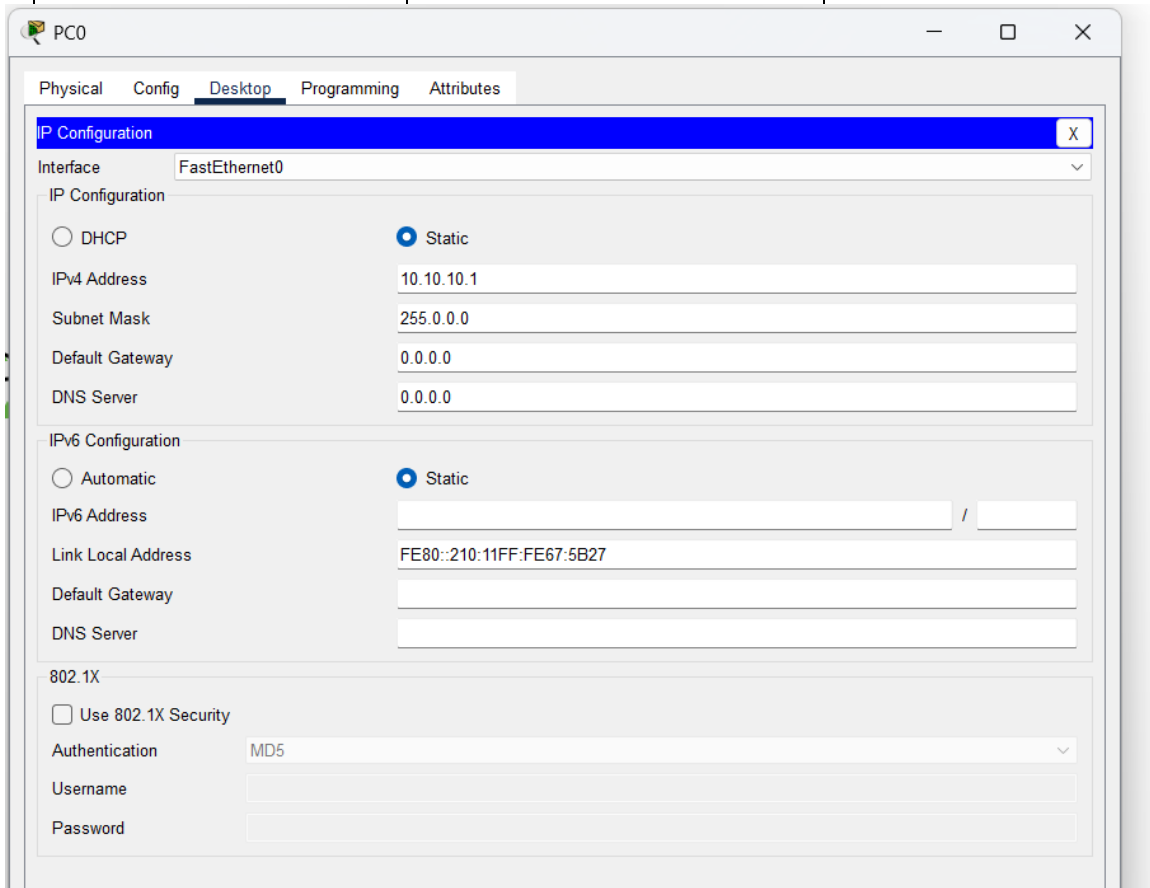 PC0
Physical Config Desktop Programming Attributes
IP Configuration X
Interface FastEthernet0
IP Configuration
DHCP Static
IPv4 Address 10.10.10.1
Subnet Mask 255.0.0.0
Default Gateway 0.0.0.0
DNS Server 0.0.0.0
IPv6 Configuration
Automatic Static
IPv6 Address /
Link Local Address FE80::210:11FF:FE67:5B27
Default Gateway
DNS Server
802.1X
Use 802.1X Security
Authentication MD5
Username
Password